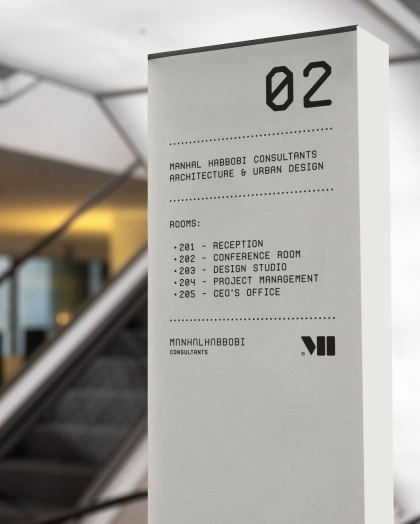 02
MANHAL HABBOBI CONSULTANTS
ARCHITECTURE & URBAN DESIGN
ROOMS:
•201 - RECEPTION
•202 - CONFERENCE ROOM
•203 - DESIGN STUDIO
•204 - PROJECT MANAGEMENT
•205 - CEO'S OFFICE
MANHALHABBOBI
CONSULTANTS